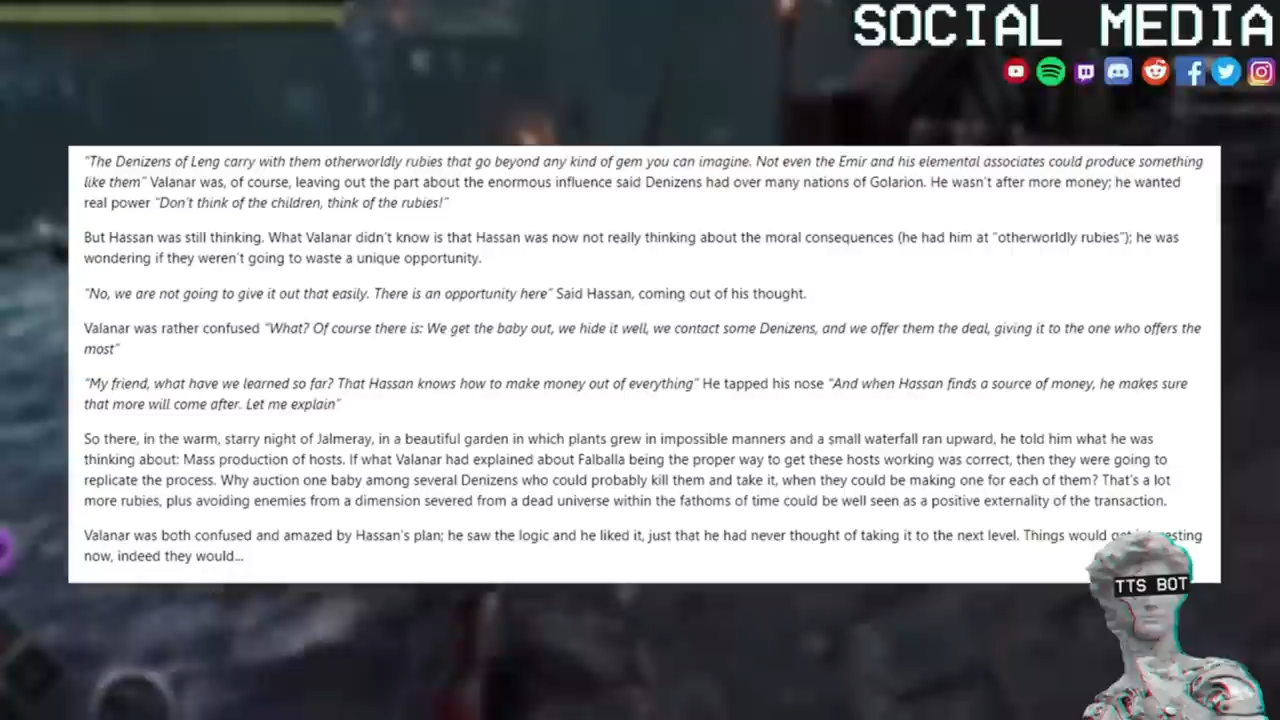 SOCIAL MEDIA
"The Denizens of Leng carry with them otherworldly rubies that go beyond any kind of gem you can imagine. Not even the Emir and his elemental associates could produce something
like them" Valanar was, of course, leaving out the part about the enormous influence said Denizens had over many nations of Golarion. He wasn't after more money; he wanted
real power "Don't think of the children, think of the rubies!"
But Hassan was still thinking. What Valanar didn't know is that Hassan was now not really thinking about the moral consequences (he had him at "otherworldly rubies"); he was
wondering if they weren't going to waste a unique opportunity.
"No, we are not going to give it out that easily. There is an opportunity here" Said Hassan, coming out of his thought.
Valanar was rather confused "What? Of course there is: We get the baby out, we hide it well, we contact some Denizens, and we offer them the deal, giving it to the one who offers the
most"
"My friend, what have we learned so far? That Hassan knows how to make money out of everything" He tapped his nose "And when Hassan finds a source of money, he makes sure
that more will come after. Let me explain"
So there, in the warm, starry night of Jalmeray, in a beautiful garden in which plants grew in impossible manners and a small waterfall ran upward, he told him what he was
thinking about: Mass production of hosts. If what Valanar had explained about Falballa being the proper way to get these hosts working was correct, then they were going to
replicate the process. Why auction one baby among several Denizens who could probably kill them and take it, when they could be making one for each of them? That's a lot
more rubies, plus avoiding enemies from a dimension severed from a dead universe within the fathoms of time could be well seen as a positive externality of the transaction.
Valanar was both confused and amazed by Hassan's plan; he saw the logic and he liked it, just that he had never thought of taking it to the next level. Things would
now, indeed they would...
TTS BOT